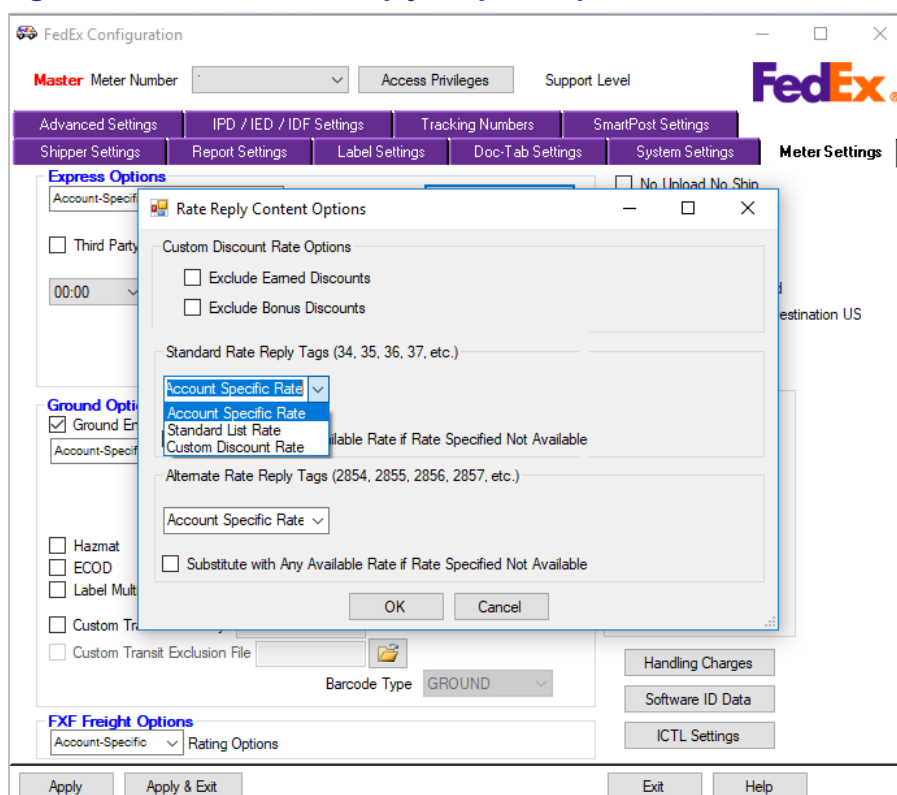 FedEx Configuration
Master Meter Number
Access Privileges
Support Level
FedEx
Advanced Settings
IPD / IED / IDF Settings
Tracking Numbers
SmartPost Settings
Shipper Settings
Report Settings
Label Settings
Doc-Tab Settings
System Settings
Meter Settings
Express Options
Account-Specif
No Upload No Ship
Third Party
00:00
estination US
Rate Reply Content Options
Custom Discount Rate Options
Exclude Earned Discounts
Exclude Bonus Discounts
Standard Rate Reply Tags (34, 35, 36, 37, etc.)
Account Specific Rate
Account Specific Rate
Standard List Rate
Custom Discount Rate
ilable Rate if Rate Specified Not Available
Alternate Rate Reply Tags (2854, 2855, 2856, 2857, etc.)
Account Specific Rate
Substitute with Any Available Rate if Rate Specified Not Available
OK
Cancel
Ground Opti
Ground En
Account-Specif
Hazmat
ECOD
Label Mult
Custom Tr
Custom Transit Exclusion File
Barcode Type GROUND
Handling Charges
Software ID Data
ICTL Settings
FXF Freight Options
Account-Specific
Rating Options
Apply
Apply & Exit
Exit
Help